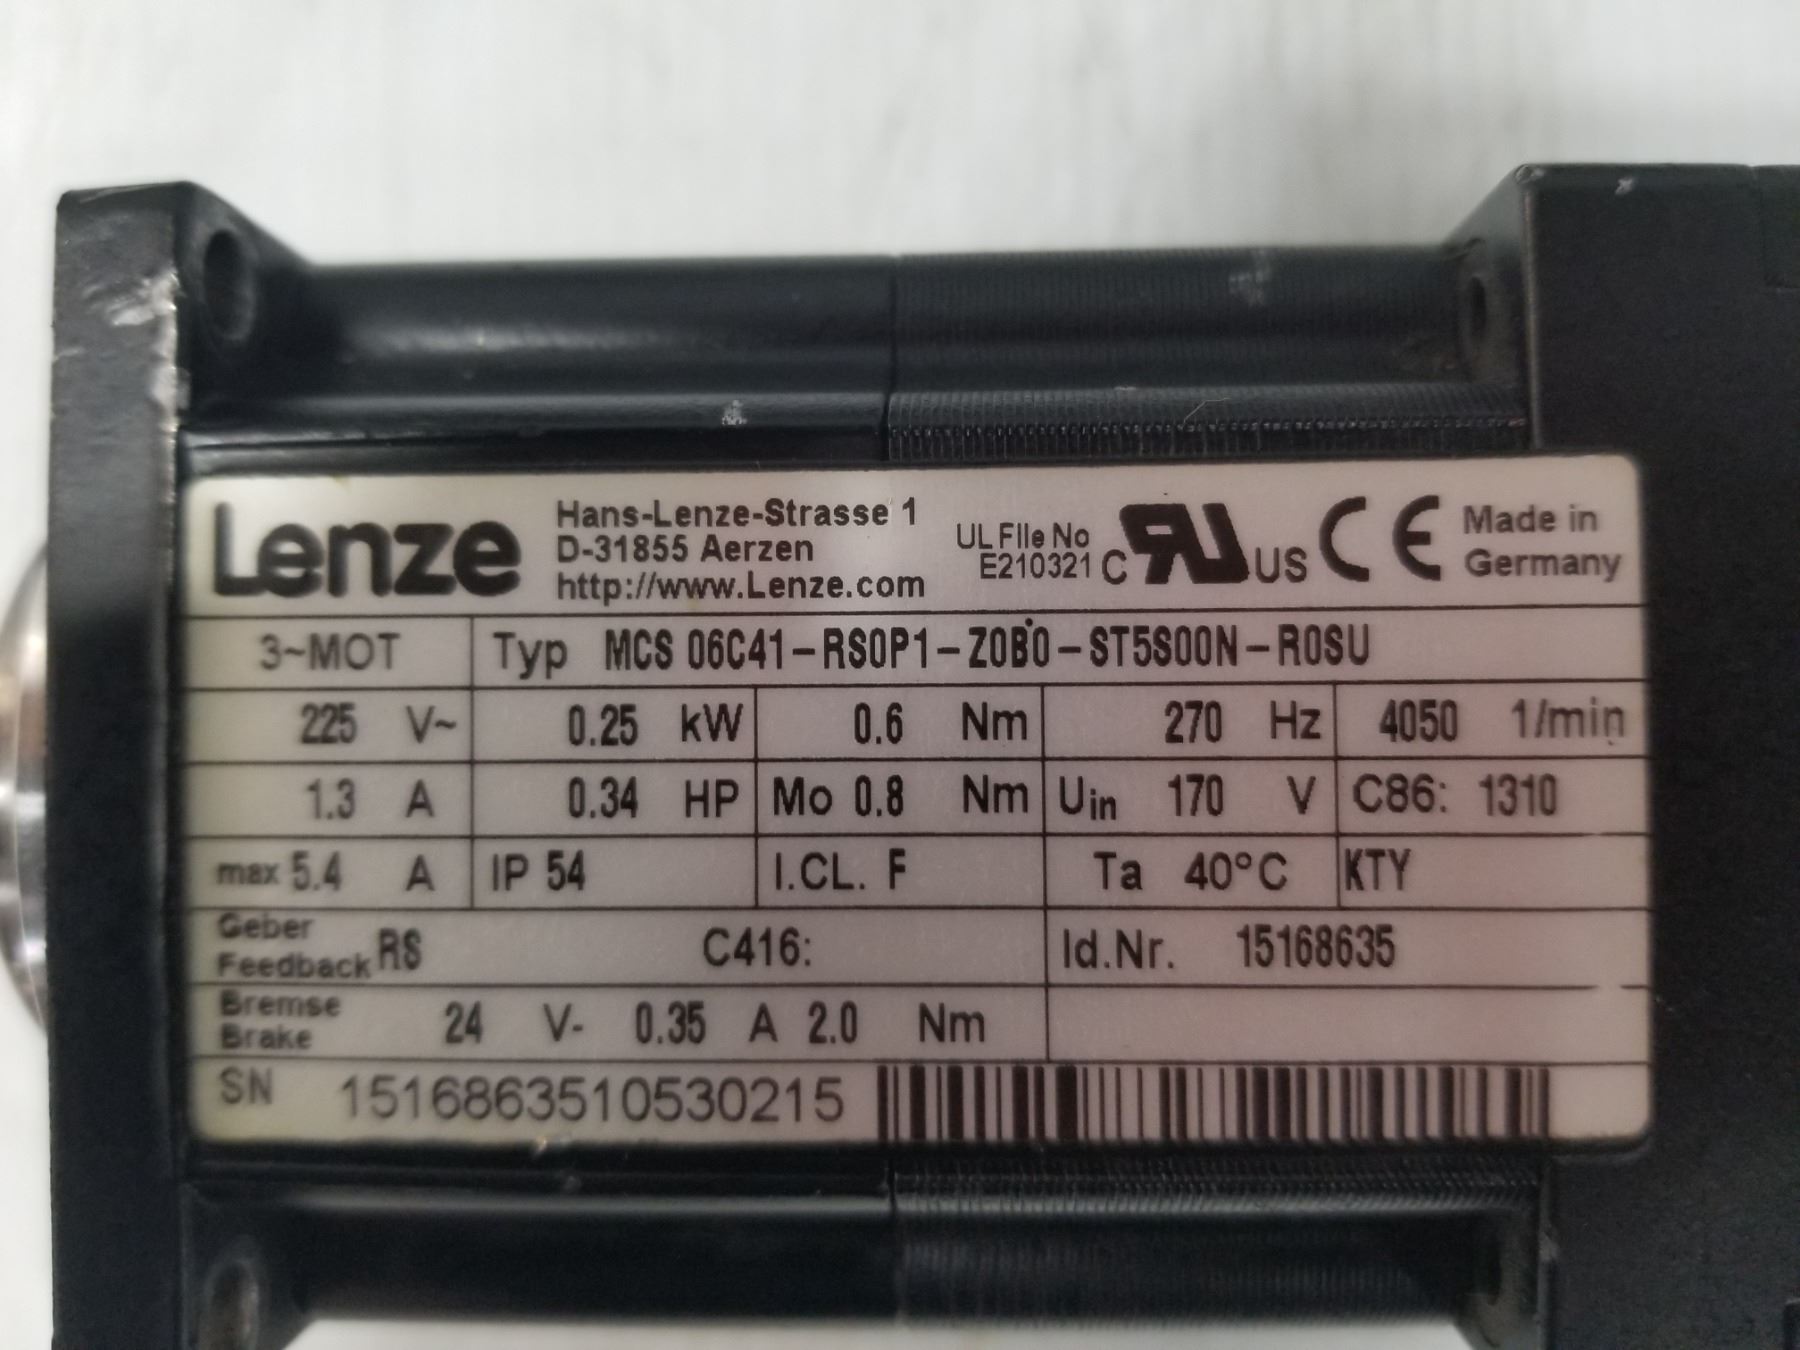 Lenze
Hans-Lenze-Strasse 1
D-31855 Aerzen
http://www.Lenze.com
UL File No
E210321
C RU US CE
Made in
Germany
3~MOT Typ MCS 06C41-RS0P1-Z0B0-ST5S00N-R0SU
225 V~ 0.25 kW 0.6 Nm 270 Hz 4050 1/min
1.3 A 0.34 HP Mo 0.8 Nm Uin 170 V C86: 1310
max 5.4 A IP 54 I.CL. F Ta 40°C KTY
Geber
Feedback RS C416: Id.Nr. 15168635
Bremse
Brake 24 V- 0.35 A 2.0 Nm
SN 1516863510530215